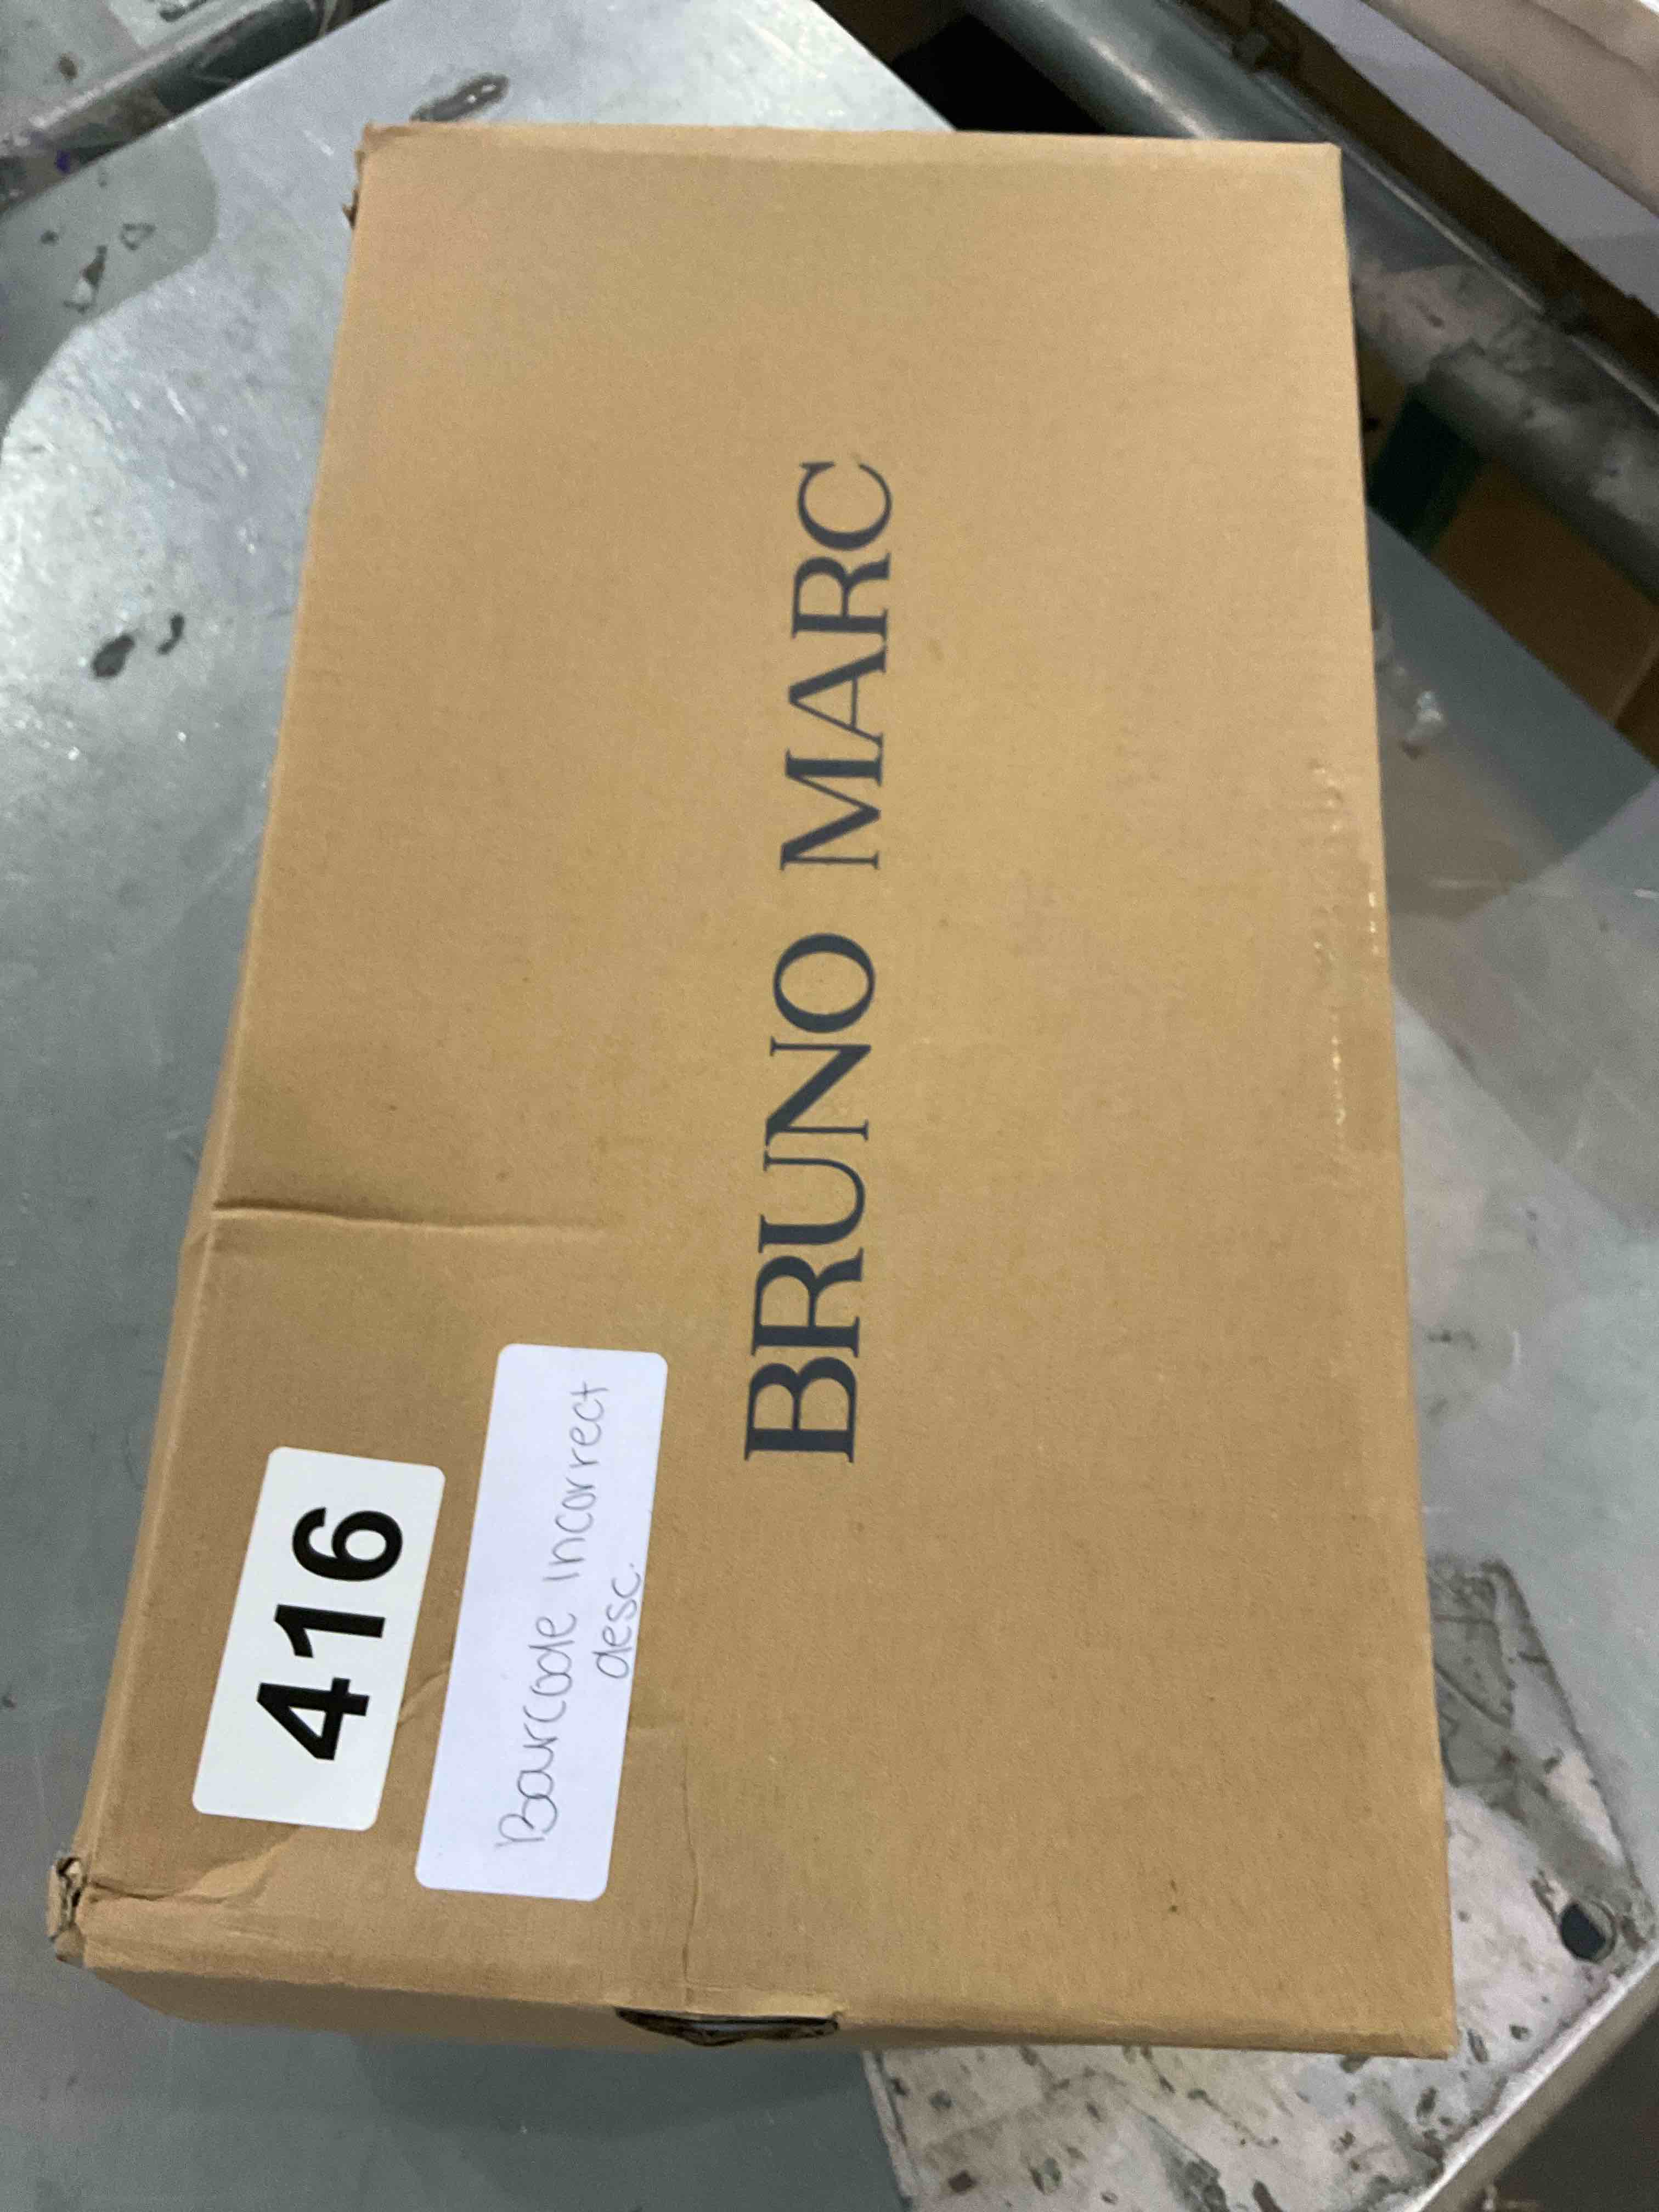 416
Barcode Incorrect
desc.
BRUNO MARC